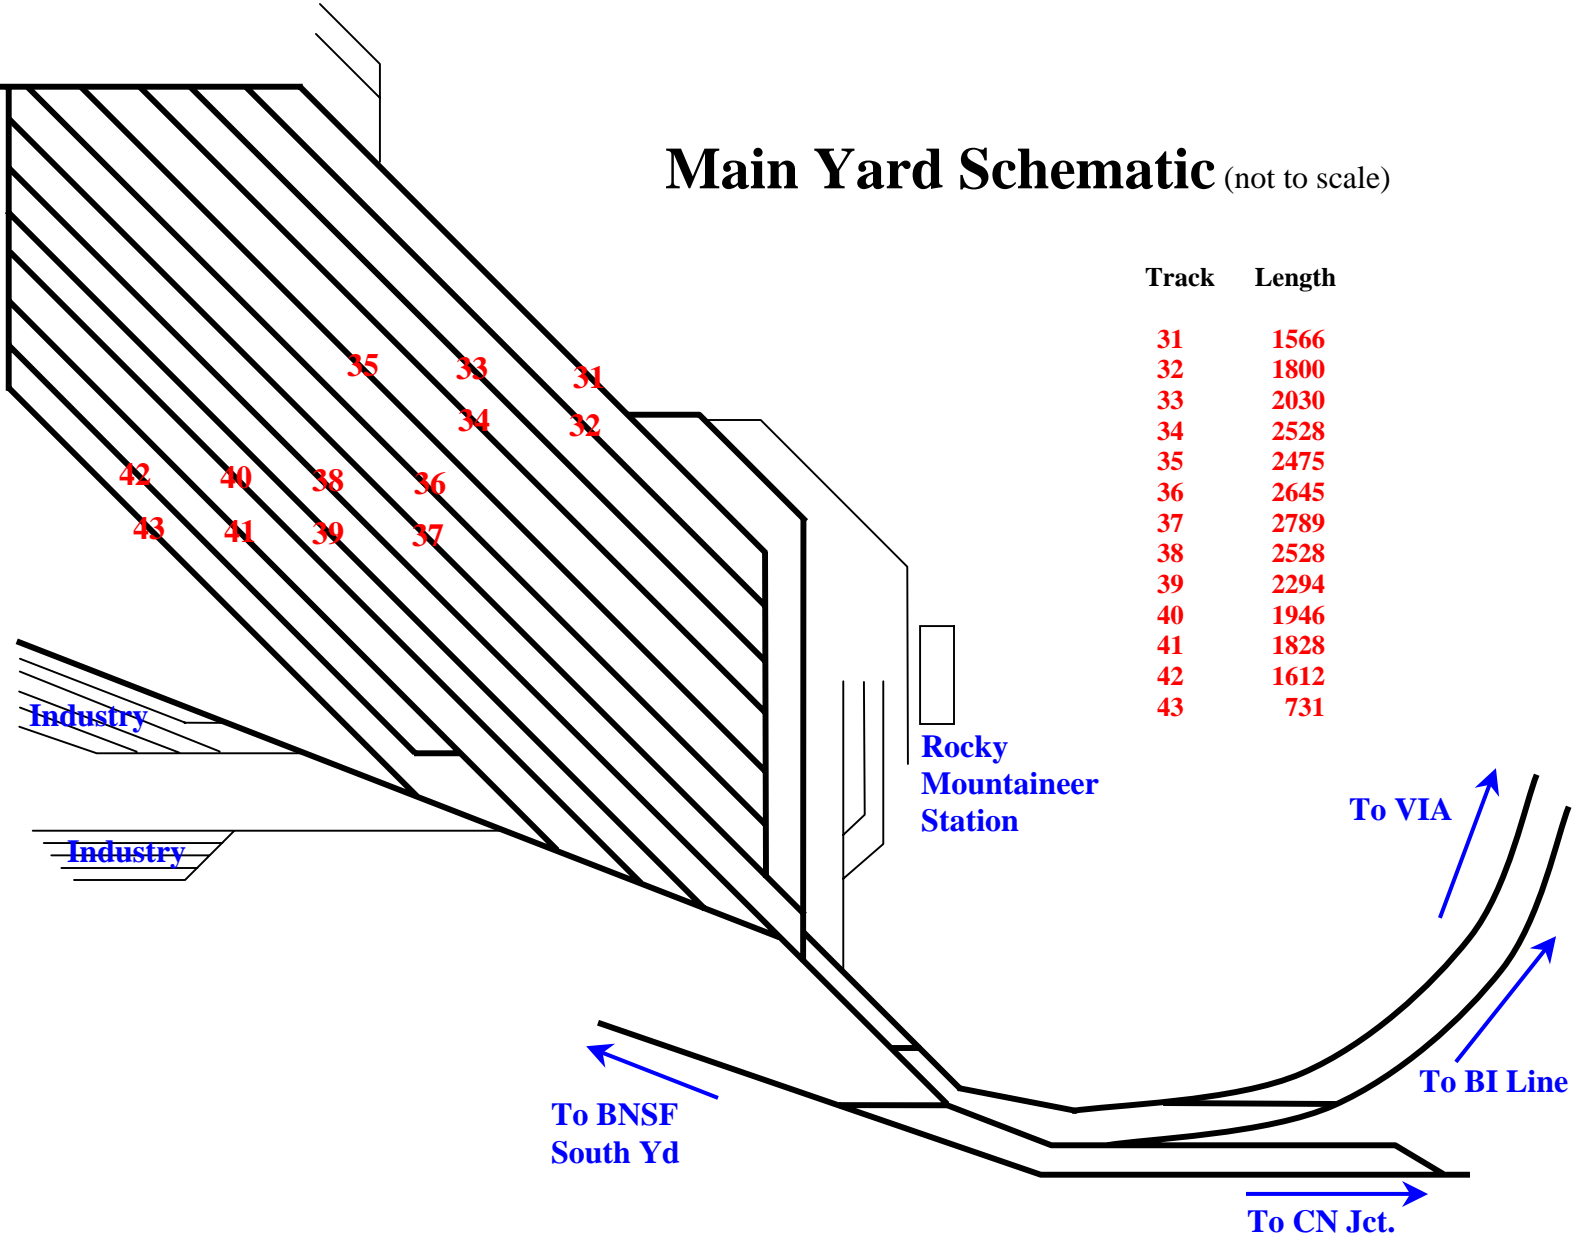 Main Yard Schematic (not to scale)
Track Length
31 1566
32 1800
33 2030
34 2528
35 2475
36 2645
37 2789
38 2528
39 2294
40 1946
41 1828
42 1612
43 731
35
33
31
34
32
42
40
38
36
43
41
39
37
Industry
Industry
Rocky
Mountaineer
Station
To VIA
To BI Line
To BNSF
South Yd
To CN Jct.